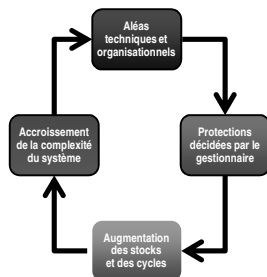 Aléas
techniques et
organisationnels
Protections
décidées par le
gestionnaire
Augmentation
des stocks
et des cycles
Accroissement
de la complexité
du système